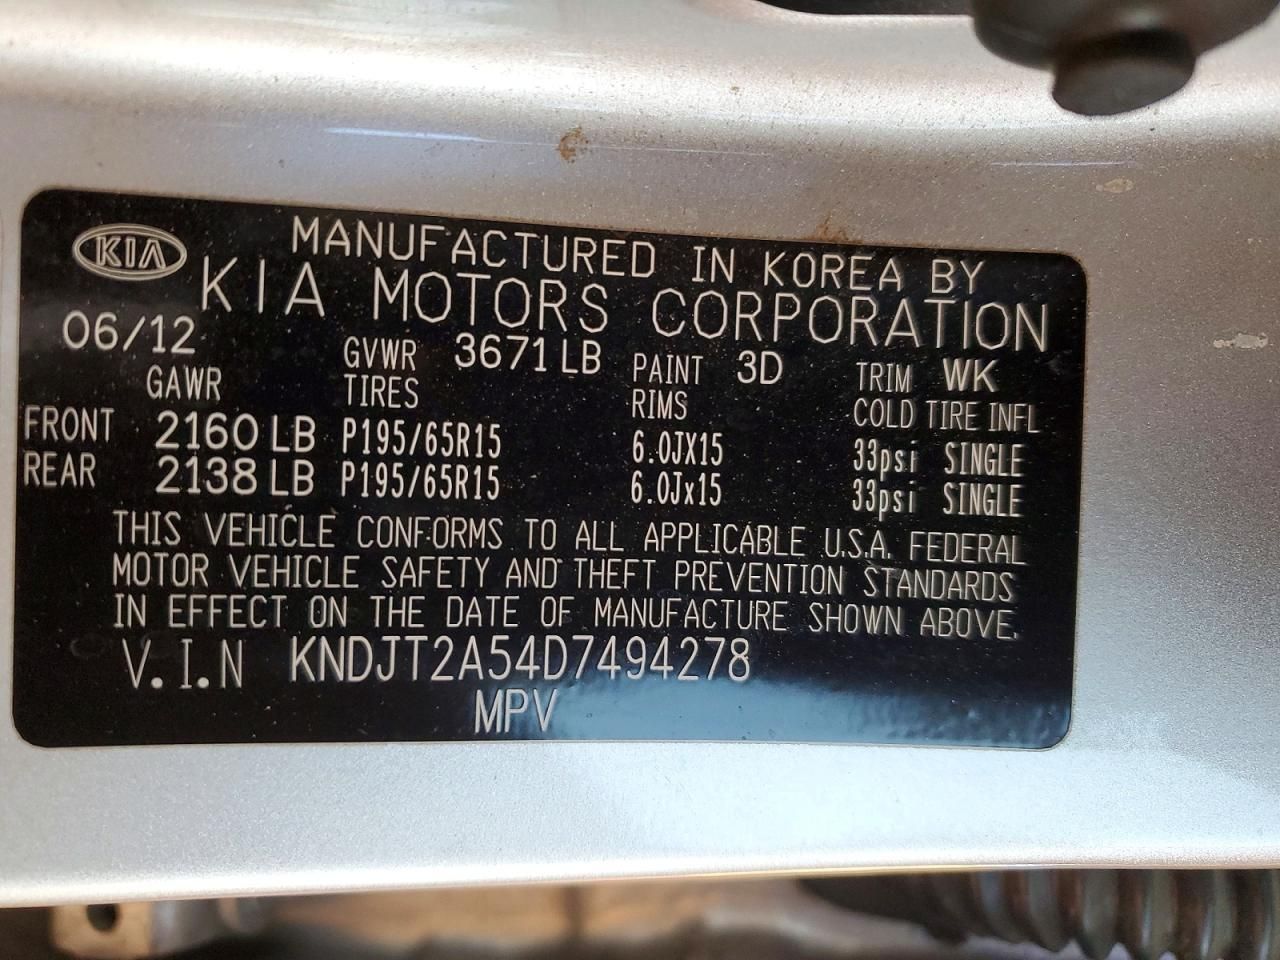 KIA
MANUFACTURED IN KOREA BY
KIA MOTORS CORPORATION
06/12 GVWR 3671LB PAINT 3D TRIM WK
GAWR TIRES RIMS COLD TIRE INFL
FRONT 2160 LB P195/65R15 6.0JX15 33psi SINGLE
REAR 2138 LB P195/65R15 6.0Jx15 33psi SINGLE
THIS VEHICLE CONFORMS TO ALL APPLICABLE U.S.A. FEDERAL
MOTOR VEHICLE SAFETY AND THEFT PREVENTION STANDARDS
IN EFFECT ON THE DATE OF MANUFACTURE SHOWN ABOVE.
V.I.N KNDJT2A54D7494278
MPV